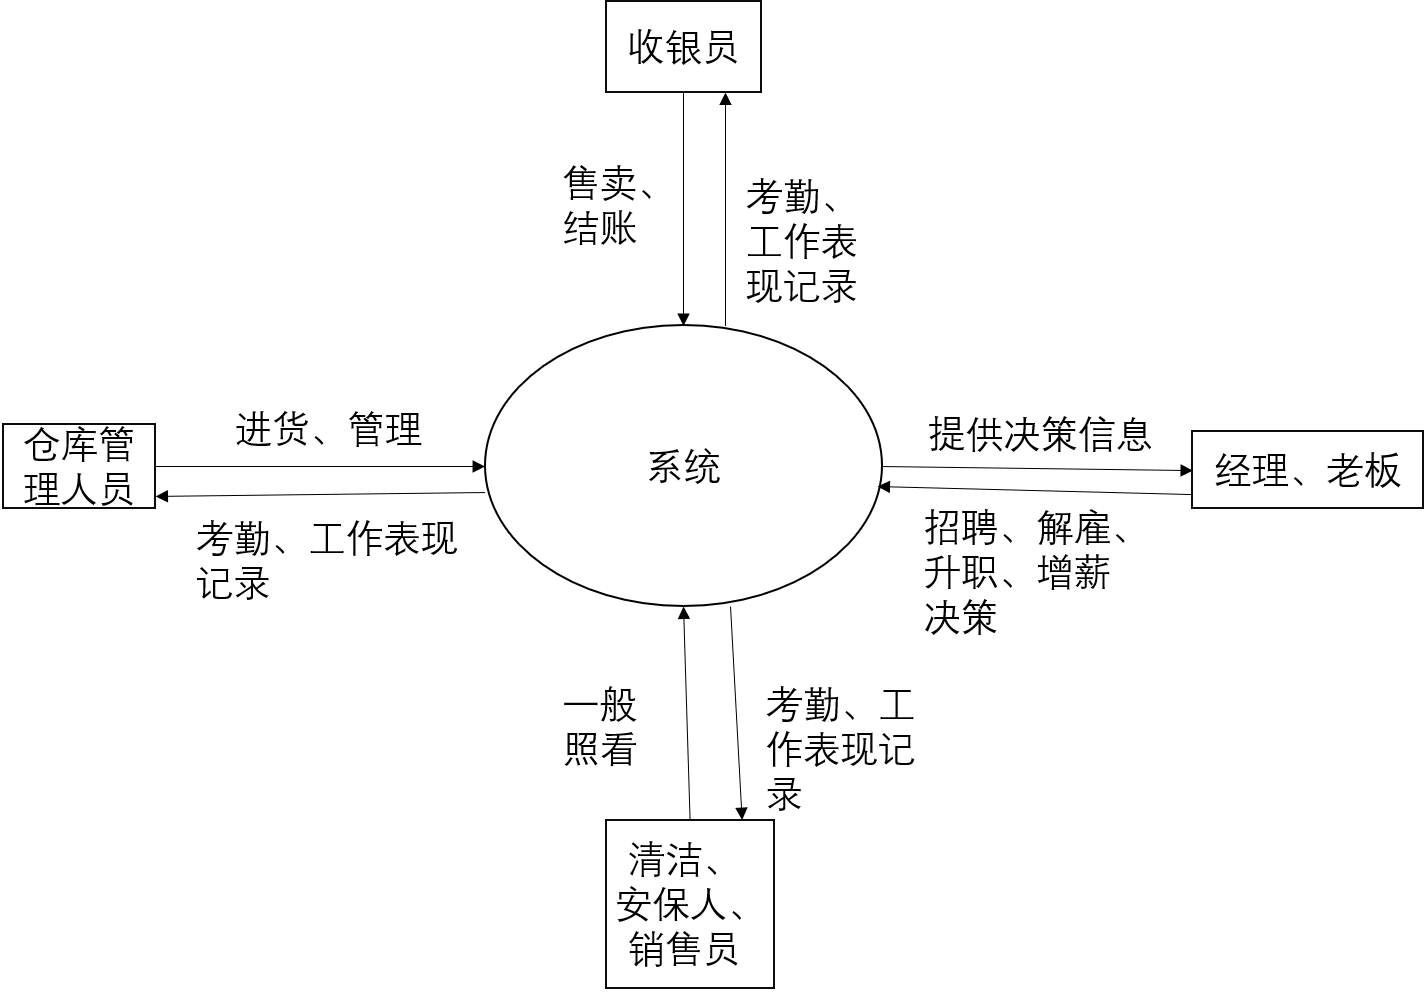 收银员
售卖、
结账
考勤、
工作表
现记录
仓库管
理人员
进货、管理
考勤、工作表现
记录
系统
提供决策信息
经理、老板
招聘、解雇、
升职、增薪
决策
一般
照看
考勤、工
作表现记
录
清洁、
安保人、
销售员